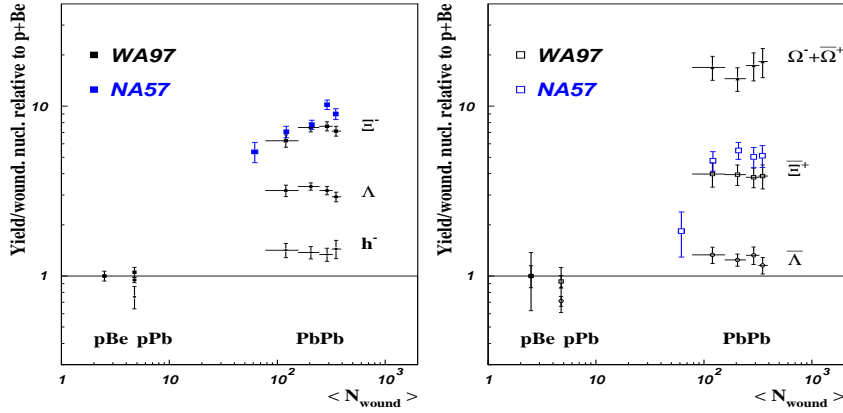 Yield/wound. nucl. relative to p+Be
WA97
NA57
10
1
Ξ⁻
Λ
h⁻
pBe pPb
PbPb
1 10 10² 10³
< N_wound >
Yield/wound. nucl. relative to p+Be
WA97
NA57
10
1
Ω⁻+Ω̅⁺
Ξ̅⁺
Λ̅
pBe pPb
PbPb
1 10 10² 10³
< N_wound >